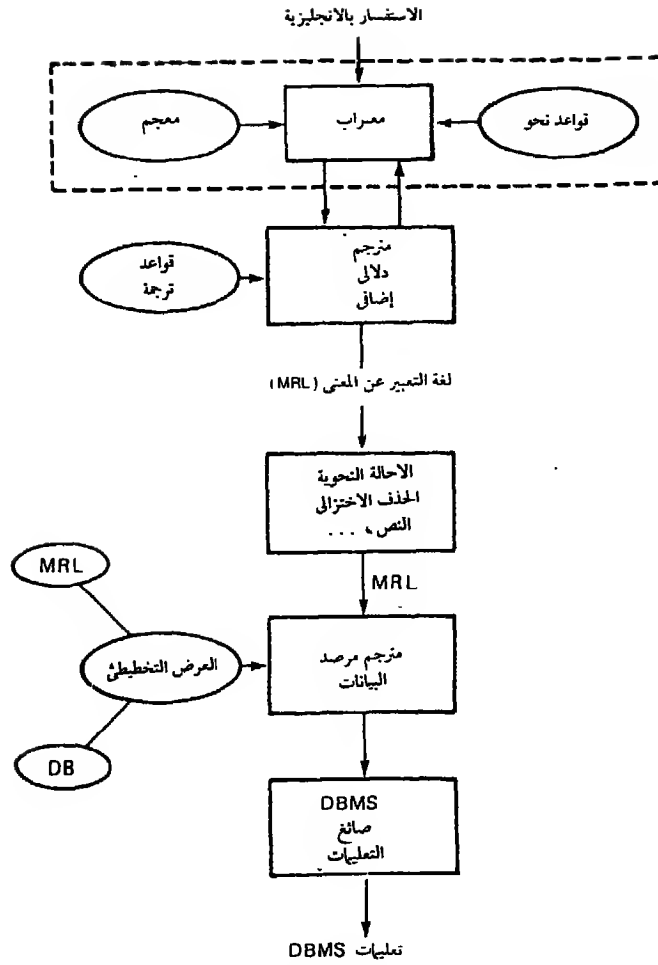 الاستفسار بالانجليزية
قواعد نحو
معراب
معجم
مترجم
دلالى
إضافى
قواعد
ترجمة
لغة التعبير عن المعنى (MRL)
الاحالة النحوية
الحذف الاختزالى
النص ، ...
MRL
MRL
مترجم مرصد
البيانات
العرض التخطيطئ
DB
DBMS
صائغ
التعليمات
تعليمات DBMS